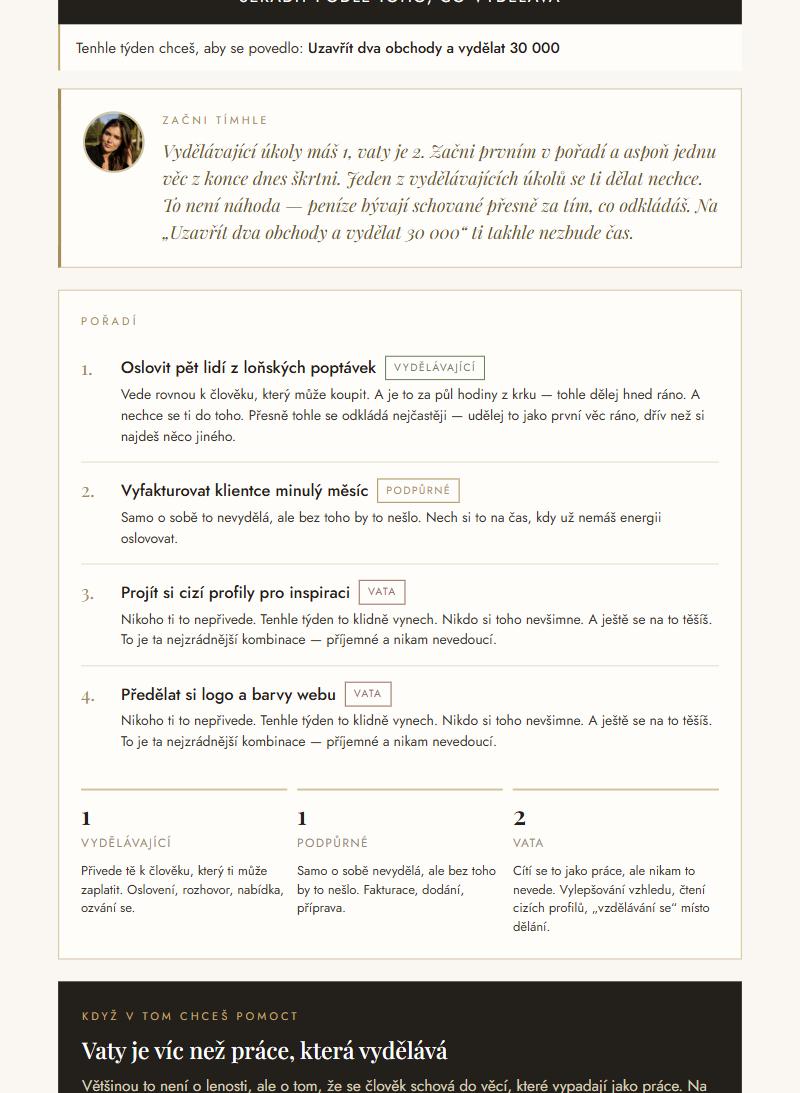 SEŘADIT PODLE TOHO, CO VYDĚLÁVÁ
Tenhle týden chceš, aby se povedlo: Uzavřít dva obchody a vydělat 30 000
ZAČNI TÍMHLE
Vydělávající úkoly máš 1, vaty je 2. Začni prvním v pořadí a aspoň jednu
věc z konce dnes škrtni. Jeden z vydělávajících úkolů se ti dělat nechce.
To není náhoda — peníze bývají schované přesně za tím, co odkládáš. Na
„Uzavřít dva obchody a vydělat 30 000“ ti takhle nezbude čas.
POŘADÍ
1. Oslovit pět lidí z loňských poptávek VYDĚLÁVAJÍCÍ
Vede rovnou k člověku, který může koupit. A je to za půl hodiny z krku — tohle dělej hned ráno. A
nechce se ti do toho. Přesně tohle se odkládá nejčastěji — udělej to jako první věc ráno, dřív než si
najdeš něco jiného.
2. Vyfakturovat klientce minulý měsíc PODPŮRNÉ
Samo o sobě to nevydělá, ale bez toho by to nešlo. Nech si to na čas, kdy už nemáš energii
oslovovat.
3. Projít si cizí profily pro inspiraci VATA
Nikoho ti to nepřivede. Tenhle týden to klidně vynech. Nikdo si toho nevšimne. A ještě se na to těšíš.
To je ta nejzrádnější kombinace — příjemné a nikam nevedoucí.
4. Předělat si logo a barvy webu VATA
Nikoho ti to nepřivede. Tenhle týden to klidně vynech. Nikdo si toho nevšimne. A ještě se na to těšíš.
To je ta nejzrádnější kombinace — příjemné a nikam nevedoucí.
1
VYDĚLÁVAJÍCÍ
Přivede tě k člověku, který ti může
zaplatit. Oslovení, rozhovor, nabídka,
ozvání se.
1
PODPŮRNÉ
Samo o sobě nevydělá, ale bez toho
by to nešlo. Fakturace, dodání,
příprava.
2
VATA
Cítí se to jako práce, ale nikam to
nevede. Vylepšování vzhledu, čtení
cizích profilů, „vzdělávání se“ místo
dělání.
KDYŽ V TOM CHCEŠ POMOCT
Vaty je víc než práce, která vydělává
Většinou to není o lenosti, ale o tom, že se člověk schová do věcí, které vypadají jako práce. Na